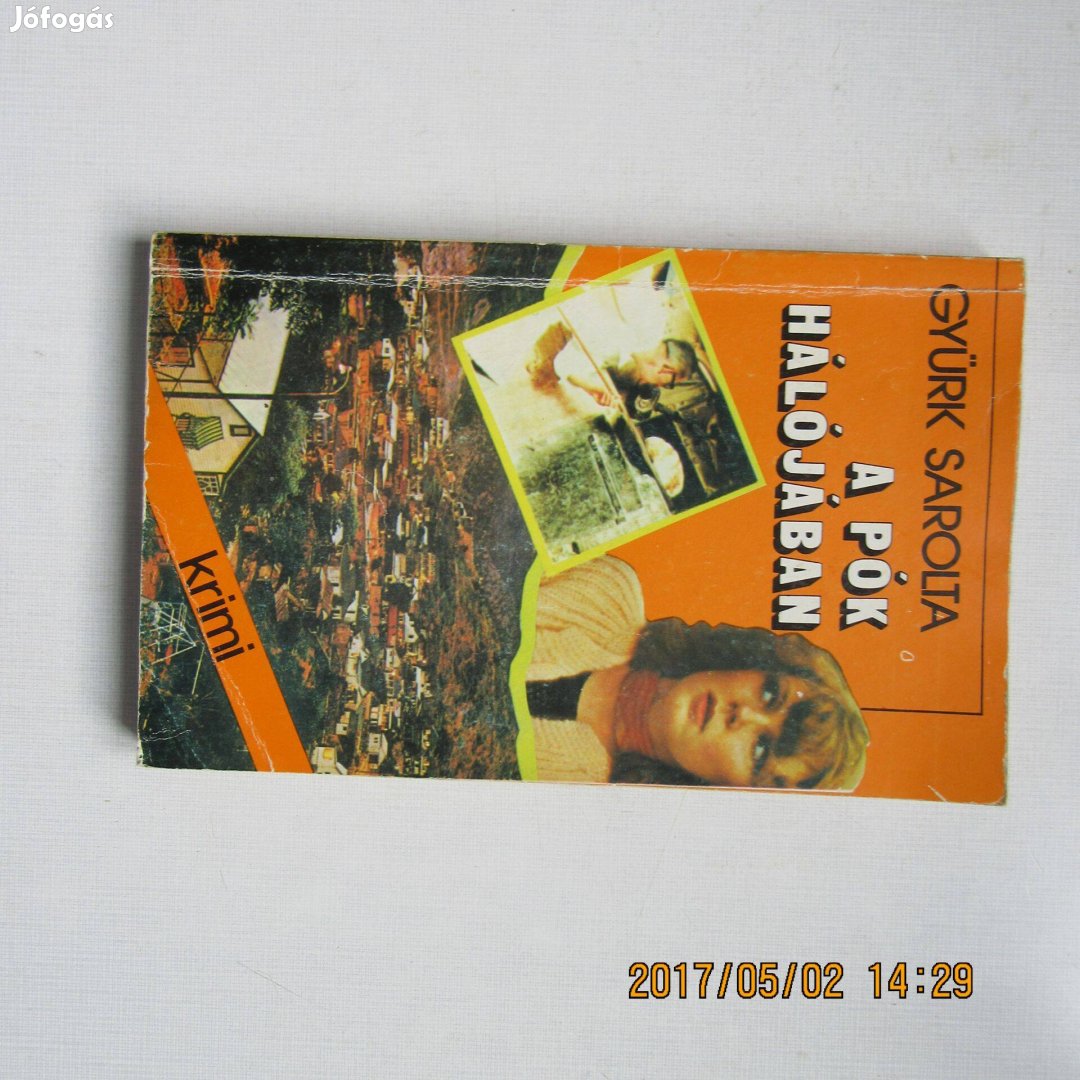 Jófogás
GYÜRK SAROLTA
A PÓK
HÁLÓJÁBAN
krimi
2017/05/02 14:29